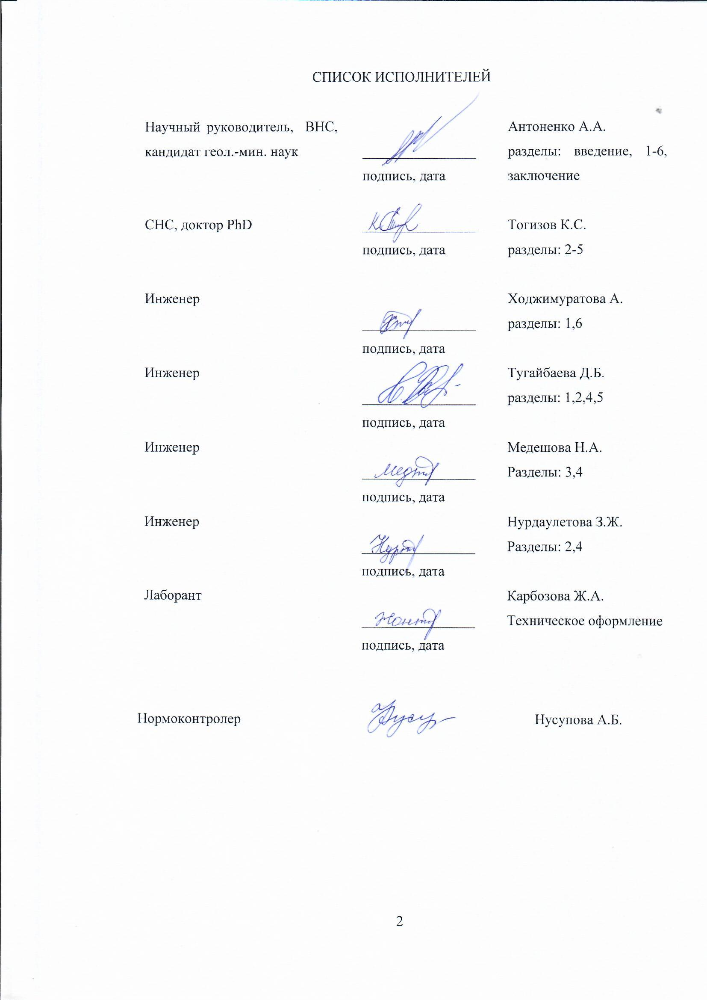 СПИСОК ИСПОЛНИТЕЛЕЙ
Научный руководитель, ВНС, Антоненко А.А.
кандидат геол.-мин. наук разделы: введение, 1-6,
подпись, дата заключение
СНС, доктор PhD Тогизов К.С.
подпись, дата разделы: 2-5
Инженер Ходжимуратова А.
разделы: 1,6
подпись, дата
Инженер Тугайбаева Д.Б.
разделы: 1,2,4,5
подпись, дата
Инженер Медешова Н.А.
Разделы: 3,4
подпись, дата
Инженер Нурдаулетова З.Ж.
Разделы: 2,4
подпись, дата
Лаборант Карбозова Ж.А.
Техническое оформление
подпись, дата
Нормоконтролер Нусупова А.Б.
2